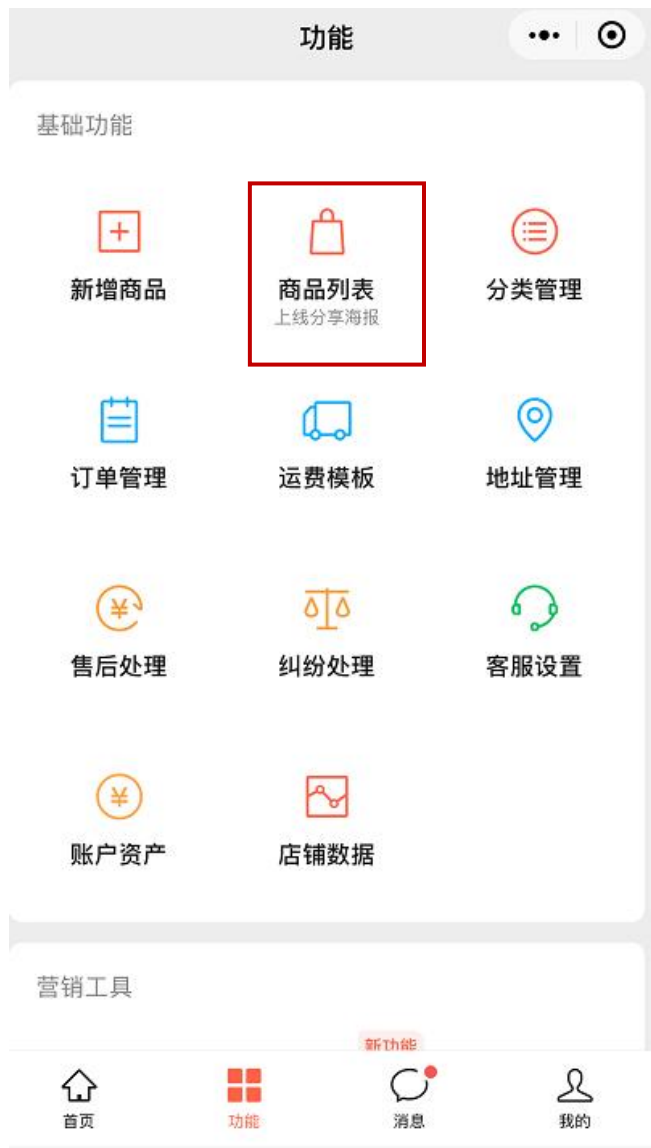 功能
基础功能
新增商品
商品列表
分类管理
上线分享海报
订单管理
运费模板
地址管理
售后处理
纠纷处理
客服设置
账户资产
店铺数据
营销工具
新功能
首页
功能
消息
我的